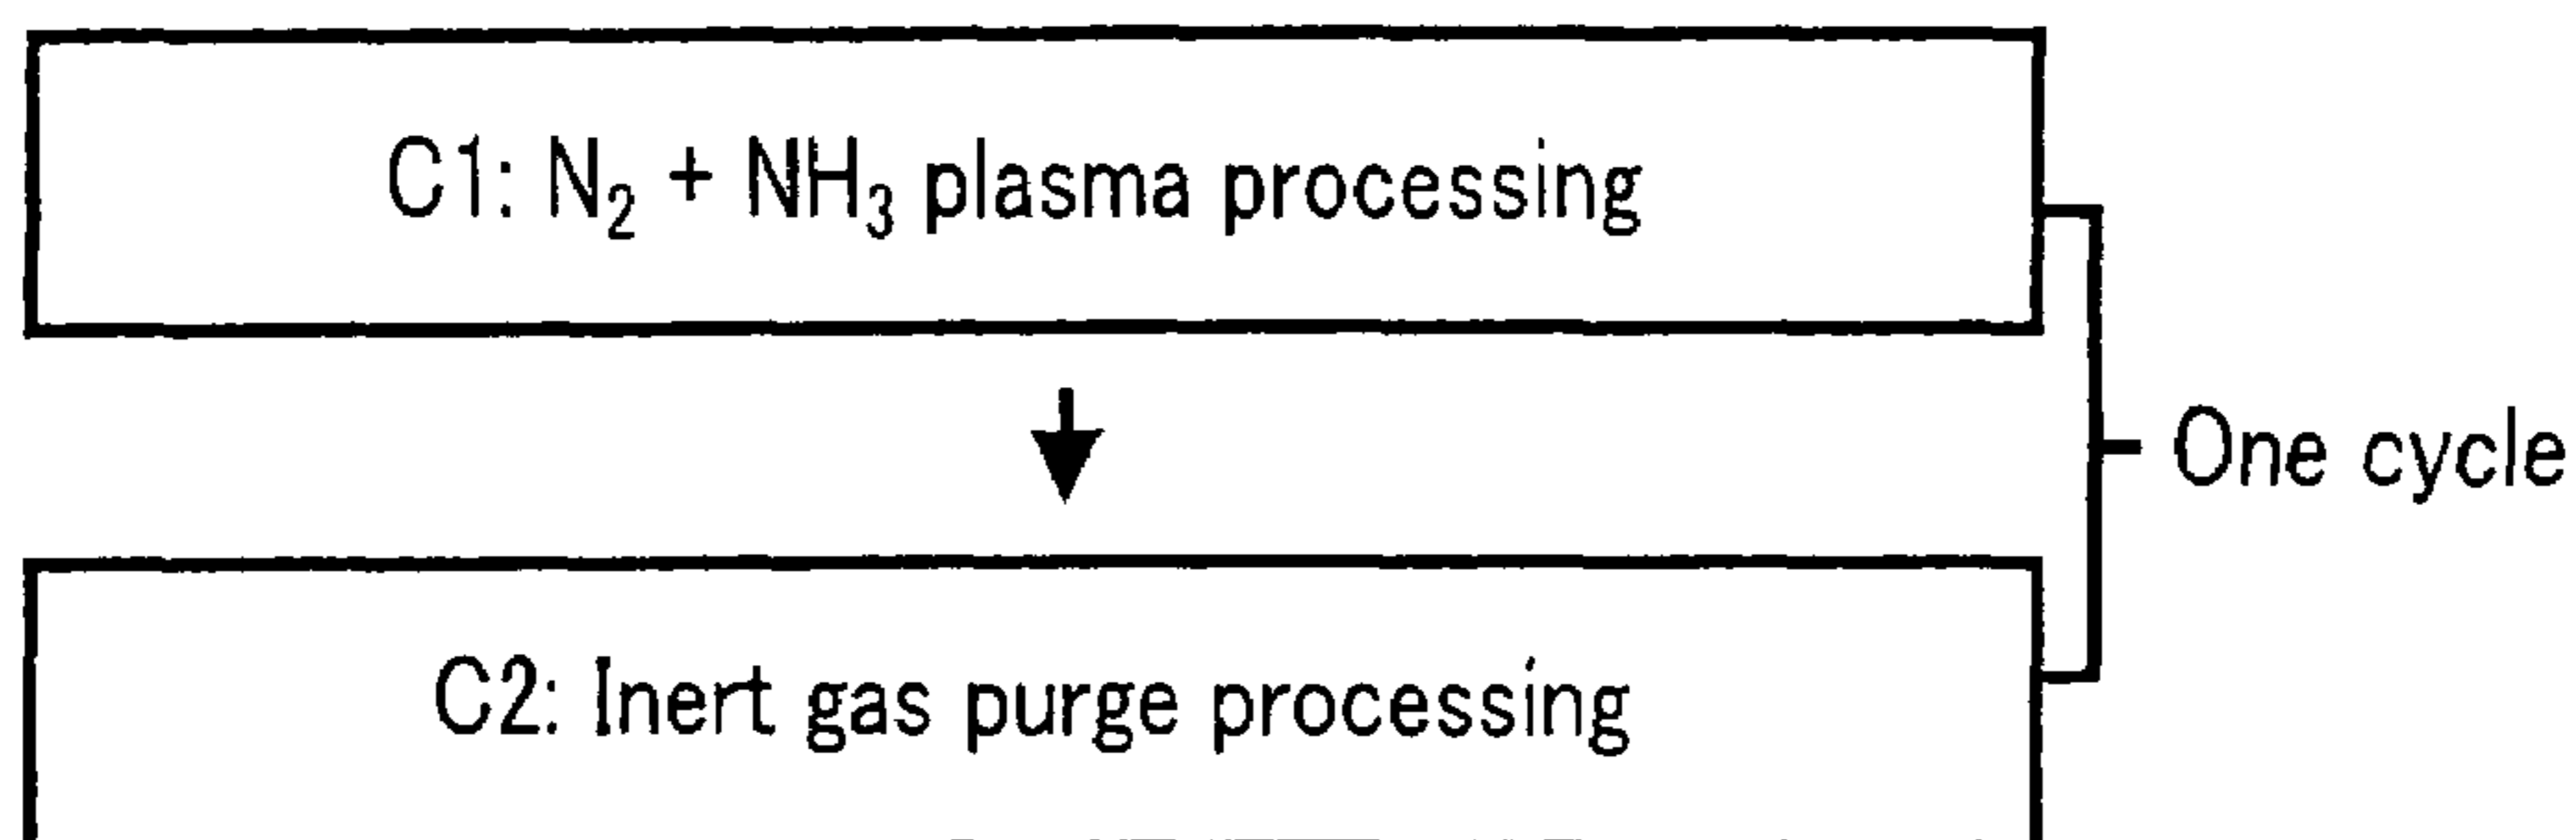 C1: N₂ + NH₃ plasma processing
One cycle
C2: Inert gas purge processing